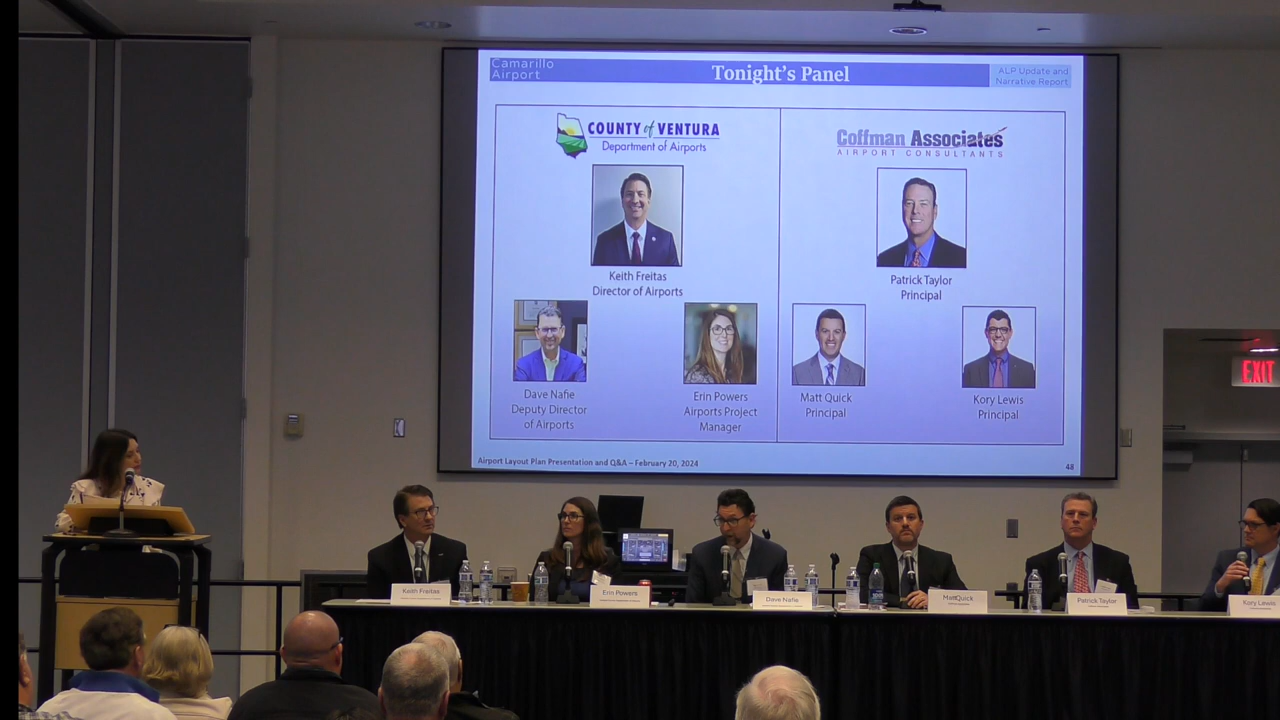 Camarillo
Airport
Tonight's Panel
ALP Update and
Narrative Report
COUNTY of VENTURA
Department of Airports
Keith Freitas
Director of Airports
Dave Nafie
Deputy Director
of Airports
Erin Powers
Airports Project
Manager
Coffman Associates
AIRPORT CONSULTANTS
Patrick Taylor
Principal
Matt Quick
Principal
Kory Lewis
Principal
Airport Layout Plan Presentation and Q&A – February 20, 2024
48
EXIT
Keith Freitas
Erin Powers
Dave Nafie
Matt Quick
Patrick Taylor
Kory Lewis